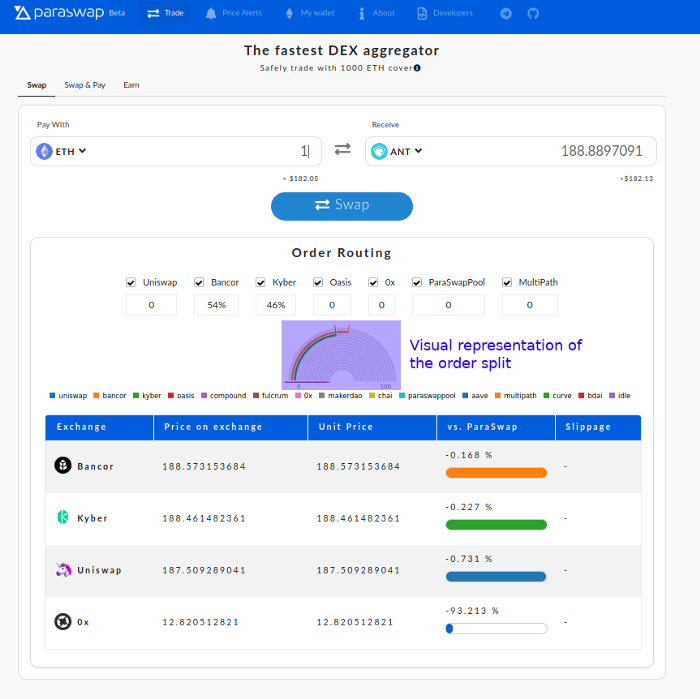 paraswap Beta Trade Price Alerts My wallet About Developers
The fastest DEX aggregator
Safely trade with 1000 ETH cover
Swap Swap & Pay Earn
Pay With Receive
ETH 1 ANT 188.8897091
≈ $182.05 ≈$182.13
Swap
Order Routing
Uniswap Bancor Kyber Oasis 0x ParaSwapPool MultiPath
0 54% 46% 0 0 0 0
Visual representation of
the order split
0 100
uniswap bancor kyber oasis compound fulcrum 0x makerdao chai paraswappool aave multipath curve bdai idle
Exchange Price on exchange Unit Price vs. ParaSwap Slippage
Bancor 188.573153684 188.573153684 -0.168 % -
Kyber 188.461482361 188.461482361 -0.227 % -
Uniswap 187.509289041 187.509289041 -0.731 % -
0x 12.820512821 12.820512821 -93.213 % -